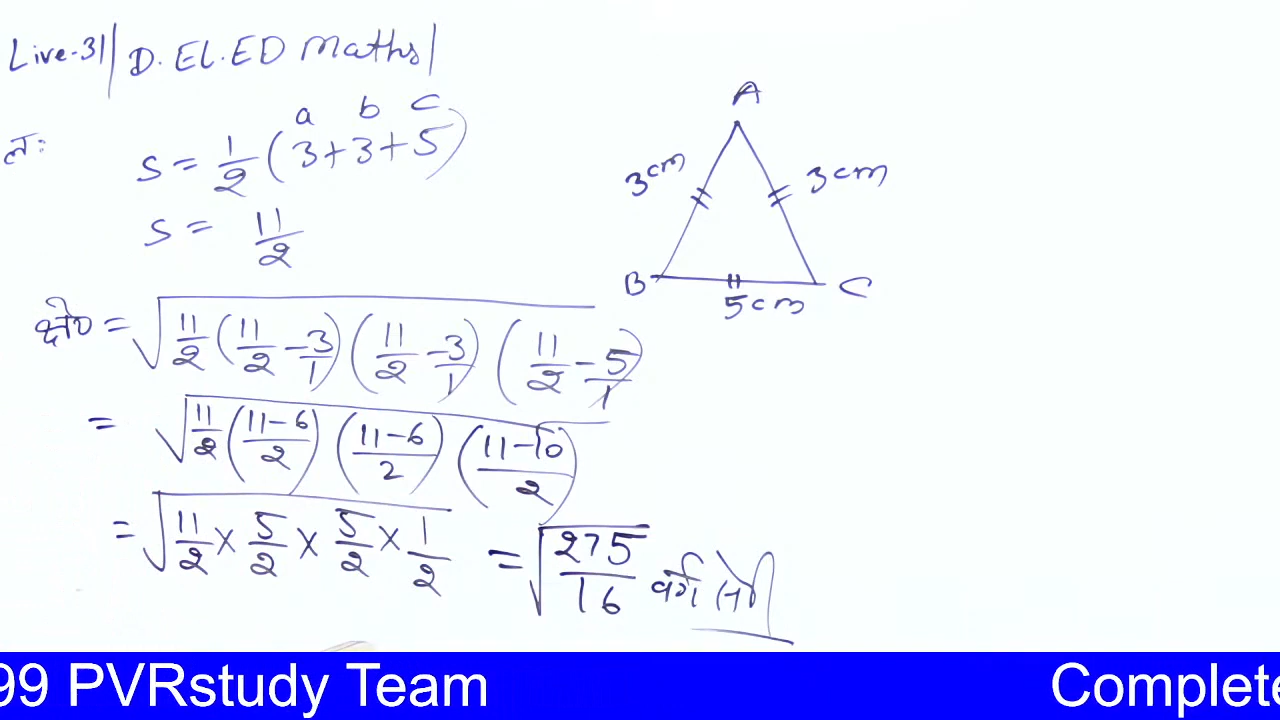 Live-31| D.EL.ED Maths|
a b c
लः S = 1/2 (3+3+5)
S = 11/2
क्षे० = √(11/2 (11/2 - 3/1) (11/2 - 3/1) (11/2 - 5/1))
= √(11/2 ((11-6)/2) ((11-6)/2) ((11-10)/2))
= √(11/2 × 5/2 × 5/2 × 1/2) = √(275/16) वर्ग सेमी
A
3cm 3cm
B C
5cm
99 PVRstudy Team Complete